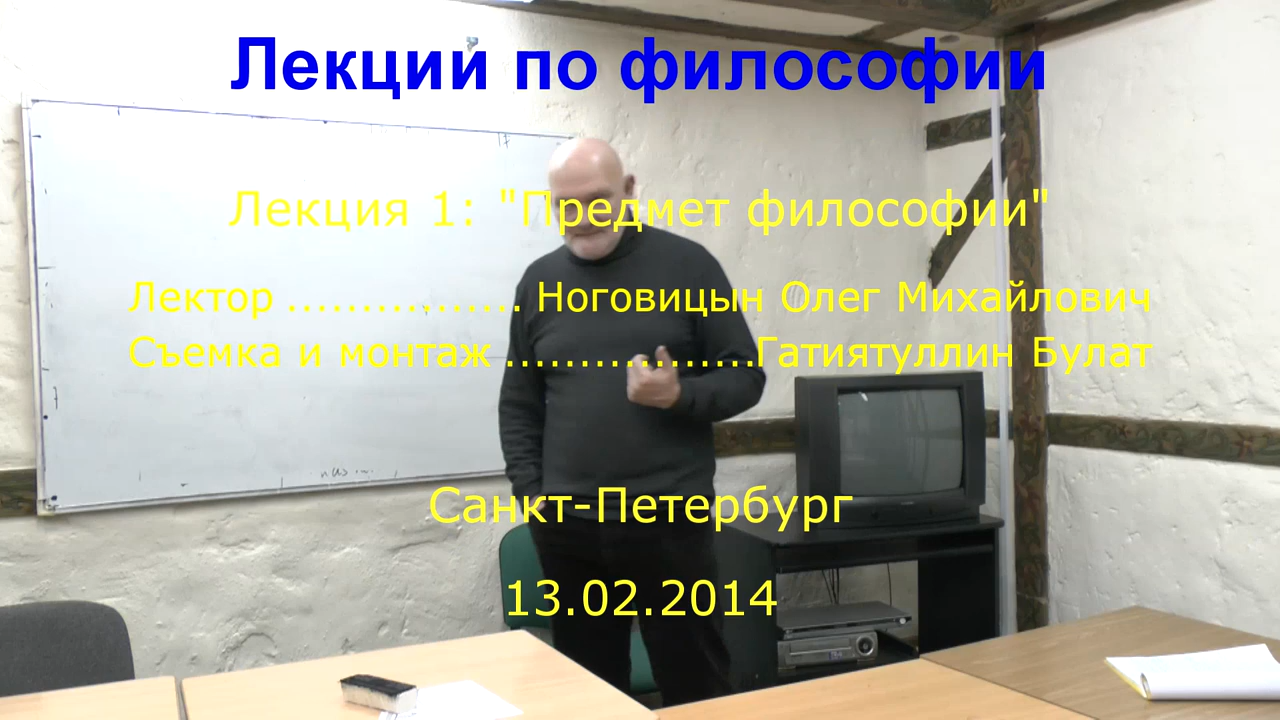 Лекции по философии
Лекция 1: "Предмет философии"
Лектор ................ Ноговицын Олег Михайлович
Съемка и монтаж .................Гатиятуллин Булат
Санкт-Петербург
13.02.2014